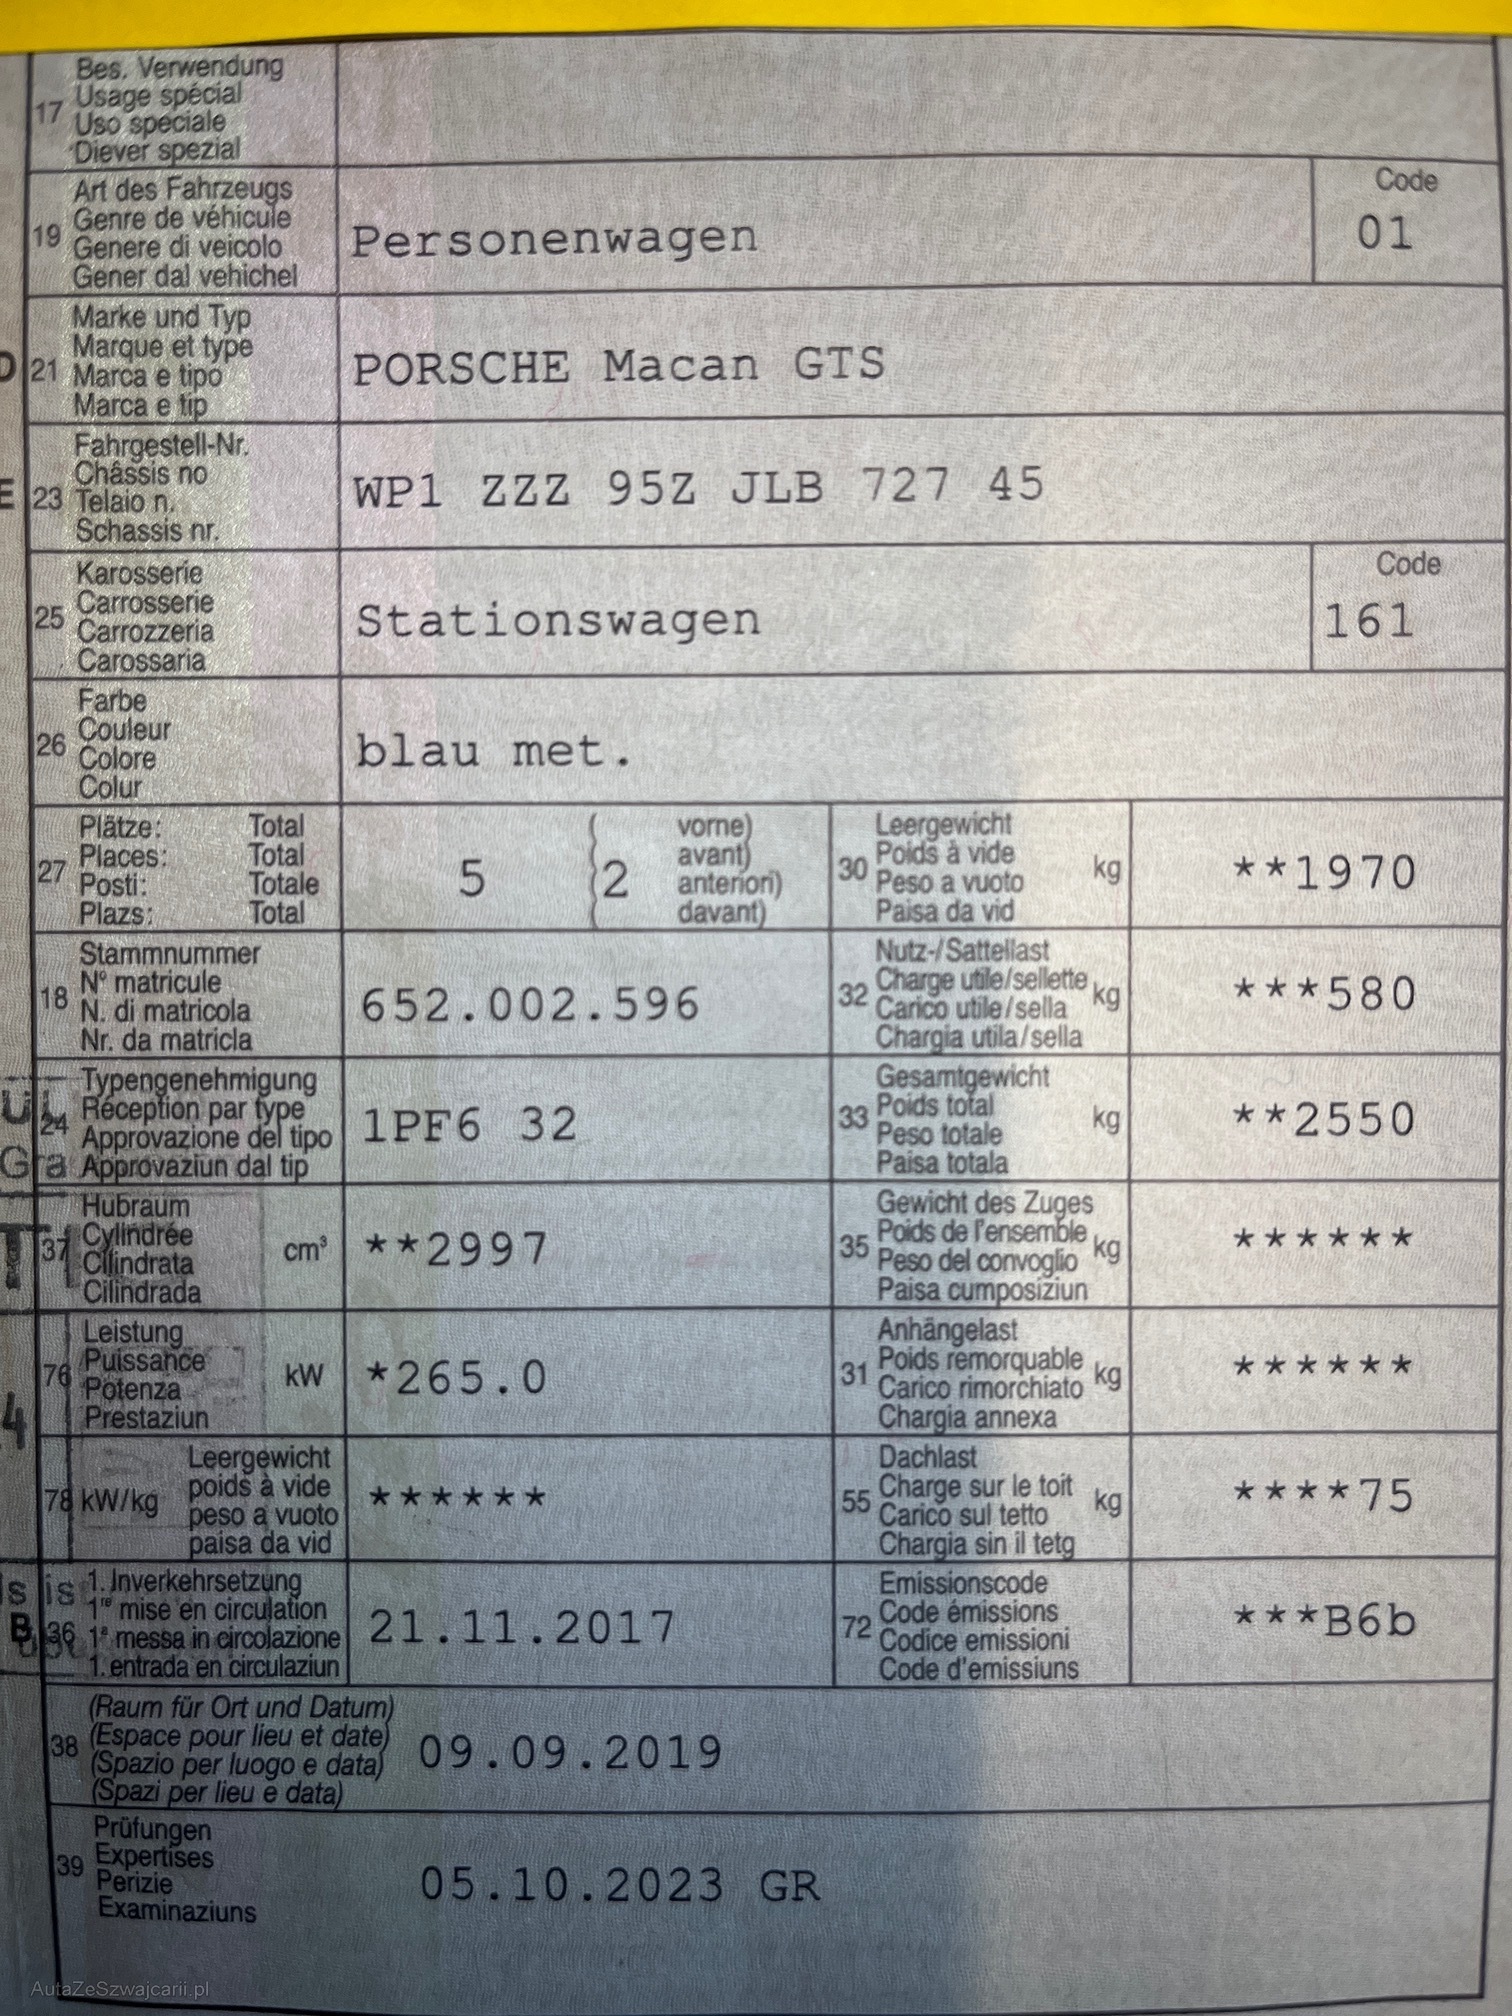 17 Bes. Verwendung
Usage spécial
Uso speciale
Diever spezial
19 Art des Fahrzeugs
Genre de véhicule
Genere di veicolo
Gener dal vehichel
Personenwagen
Code
01
D 21 Marke und Typ
Marque et type
Marca e tipo
Marca e tip
PORSCHE Macan GTS
E 23 Fahrgestell-Nr.
Châssis no
Telaio n.
Schassis nr.
WP1 ZZZ 95Z JLB 727 45
25 Karosserie
Carrosserie
Carrozzeria
Carossaria
Stationswagen
Code
161
26 Farbe
Couleur
Colore
Colur
blau met.
27 Plätze: Total
Places: Total
Posti: Totale
Plazs: Total
5 ( 2 vorne)
avant)
anteriori)
davant)
30 Leergewicht
Poids à vide
Peso a vuoto
Paisa da vid
kg
**1970
18 Stammnummer
N° matricule
N. di matricola
Nr. da matricla
652.002.596
32 Nutz-/Sattellast
Charge utile/sellette
Carico utile/sella
Chargia utila/sella
kg
***580
24 Typengenehmigung
Réception par type
Approvazione del tipo
Approvaziun dal tip
1PF6 32
33 Gesamtgewicht
Poids total
Peso totale
Paisa totala
kg
**2550
37 Hubraum
Cylindrée
Cilindrata
Cilindrada
cm³
**2997
35 Gewicht des Zuges
Poids de l'ensemble
Peso del convoglio
Paisa cumposiziun
kg
******
76 Leistung
Puissance
Potenza
Prestaziun
kW
*265.0
31 Anhängelast
Poids remorquable
Carico rimorchiato
Chargia annexa
kg
******
78 kW/kg
Leergewicht
poids à vide
peso a vuoto
paisa da vid
******
55 Dachlast
Charge sur le toit
Carico sul tetto
Chargia sin il tetg
kg
****75
B 36 1. Inverkehrsetzung
1re mise en circulation
1a messa in circolazione
1. entrada en circulaziun
21.11.2017
72 Emissionscode
Code émissions
Codice emissioni
Code d'emissiuns
***B6b
38 (Raum für Ort und Datum)
(Espace pour lieu et date)
(Spazio per luogo e data)
(Spazi per lieu e data)
09.09.2019
39 Prüfungen
Expertises
Perizie
Examinaziuns
05.10.2023 GR
AutaZeSzwajcarii.pl